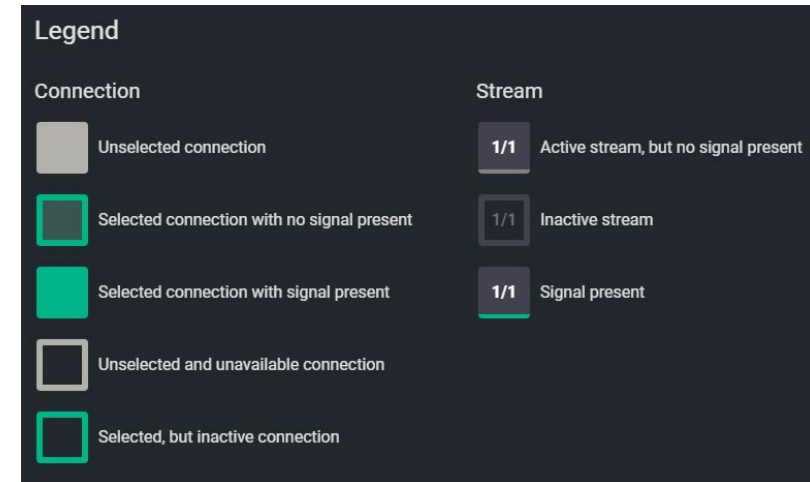 Legend
Connection
Stream
Unselected connection
1/1 Active stream, but no signal present
Selected connection with no signal present
1/1 Inactive stream
Selected connection with signal present
1/1 Signal present
Unselected and unavailable connection
Selected, but inactive connection